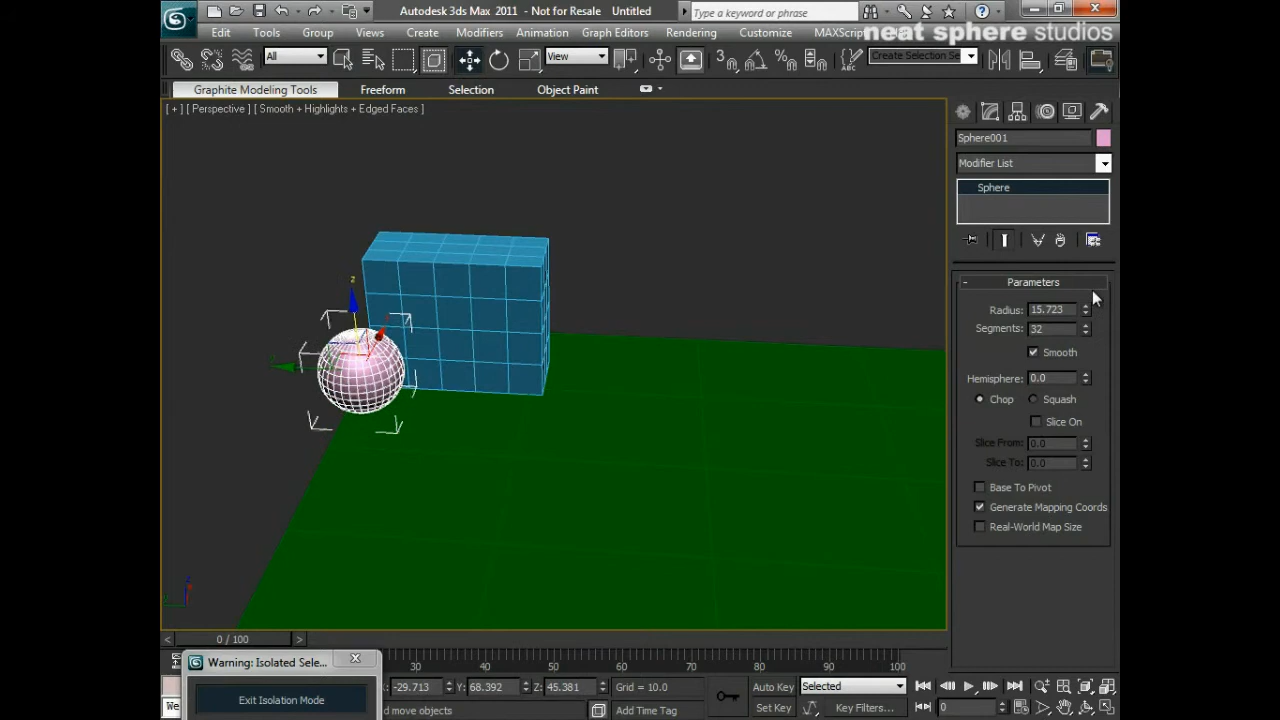 Autodesk 3ds Max 2011 - Not for Resale Untitled
Type a keyword or phrase
Edit Tools Group Views Create Modifiers Animation Graph Editors Rendering Customize MAXScript
neat sphere studios
All
View
Create Selection Se
Graphite Modeling Tools Freeform Selection Object Paint
[ + ] [ Perspective ] [ Smooth + Highlights + Edged Faces ]
Sphere001
Modifier List
Sphere
- Parameters
Radius: 15.723
Segments: 32
Smooth
Hemisphere: 0.0
Chop Squash
Slice On
Slice From: 0.0
Slice To: 0.0
Base To Pivot
Generate Mapping Coords
Real-World Map Size
z
< 0 / 100 >
Warning: Isolated Sele...
30 40 50 60 70 80 90 100
Exit Isolation Mode
X: -29.713 Y: 68.392 Z: 45.381 Grid = 10.0
Auto Key Selected
We
d move objects Add Time Tag
Set Key Key Filters... 0